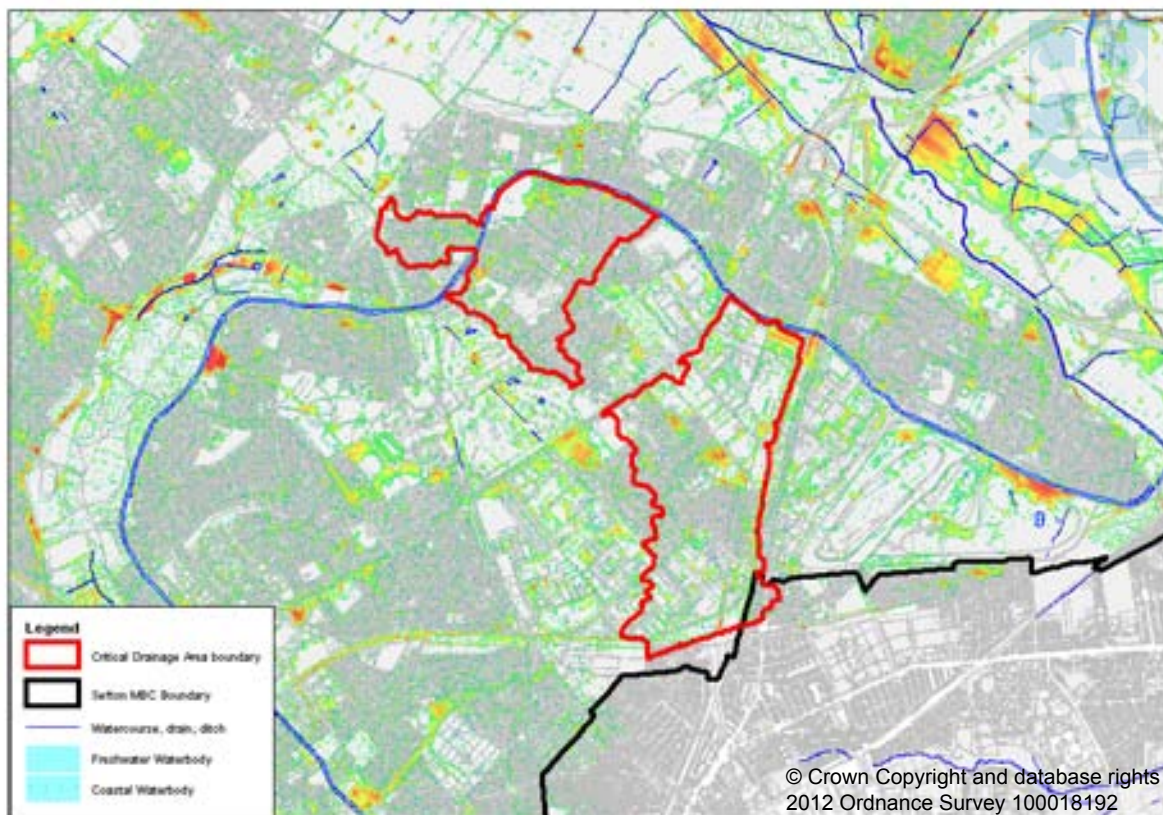 Legend
Critical Drainage Area boundary
Sefton MBC Boundary
Watercourse, drain, ditch
Freshwater Waterbody
Coastal Waterbody
© Crown Copyright and database rights
2012 Ordnance Survey 100018192